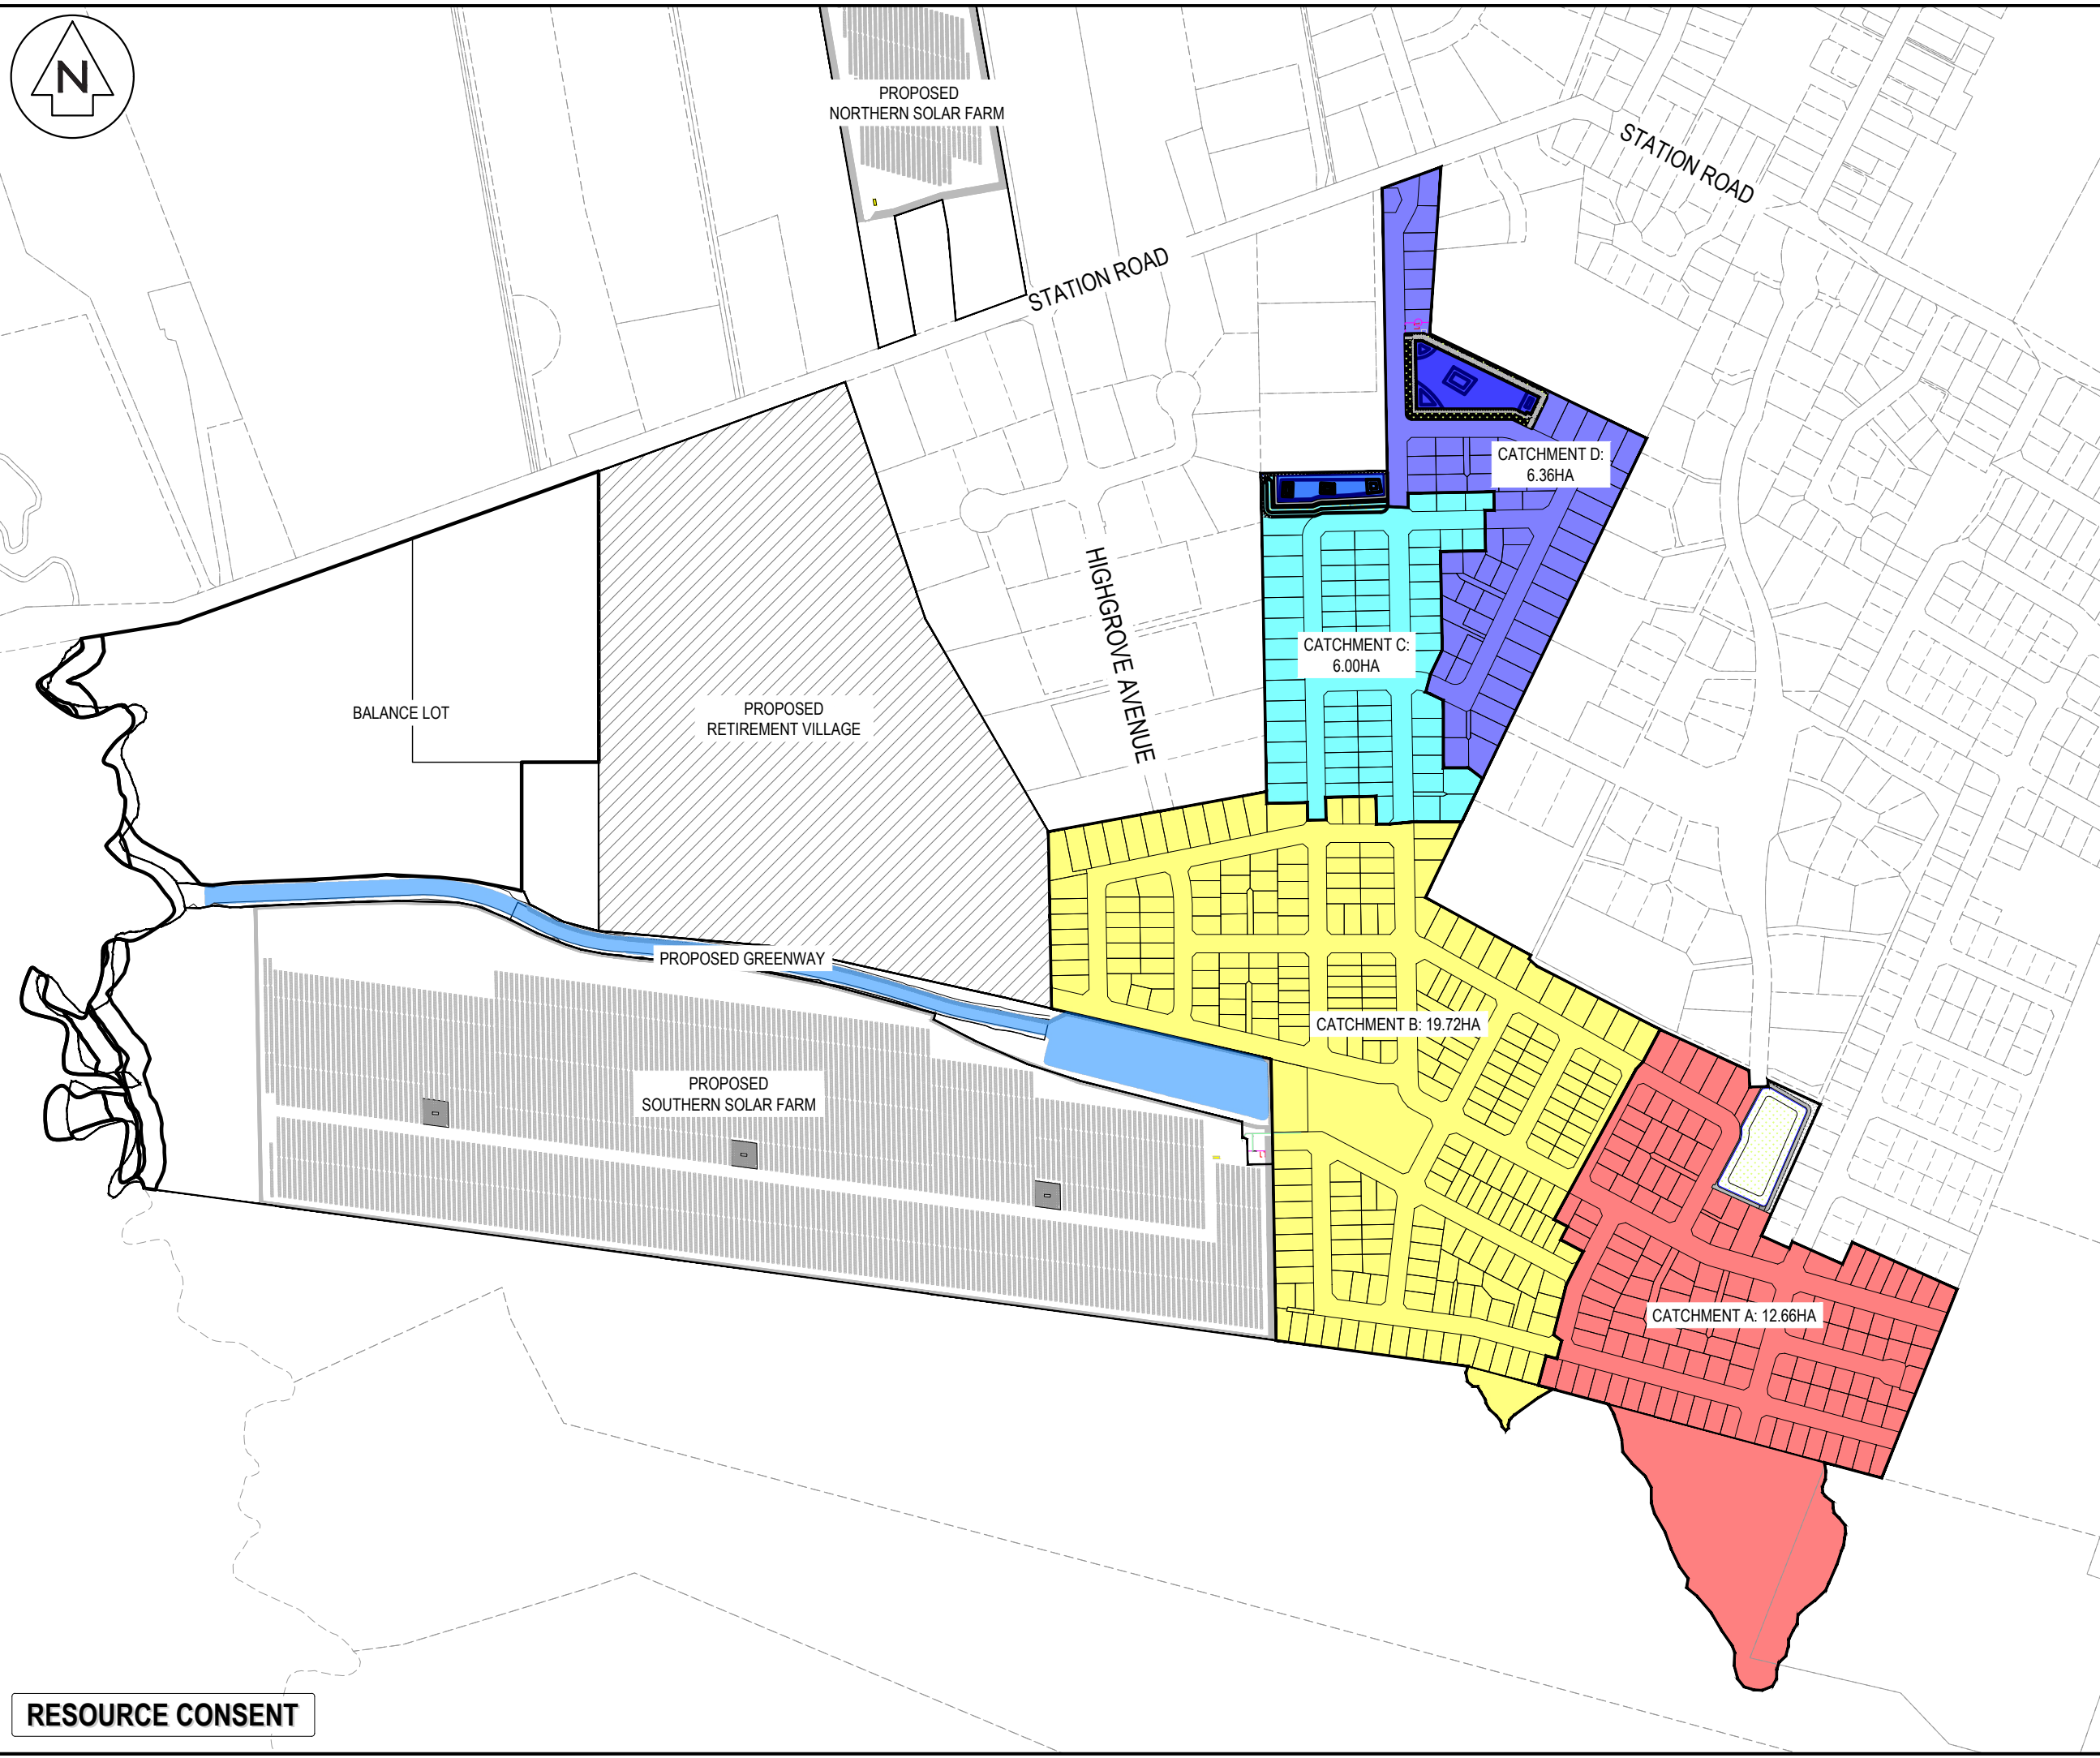 N
PROPOSED
NORTHERN SOLAR FARM
STATION ROAD
STATION ROAD
CATCHMENT D:
6.36HA
HIGHGROVE AVENUE
CATCHMENT C:
6.00HA
BALANCE LOT
PROPOSED
RETIREMENT VILLAGE
PROPOSED GREENWAY
CATCHMENT B: 19.72HA
PROPOSED
SOUTHERN SOLAR FARM
CATCHMENT A: 12.66HA
RESOURCE CONSENT